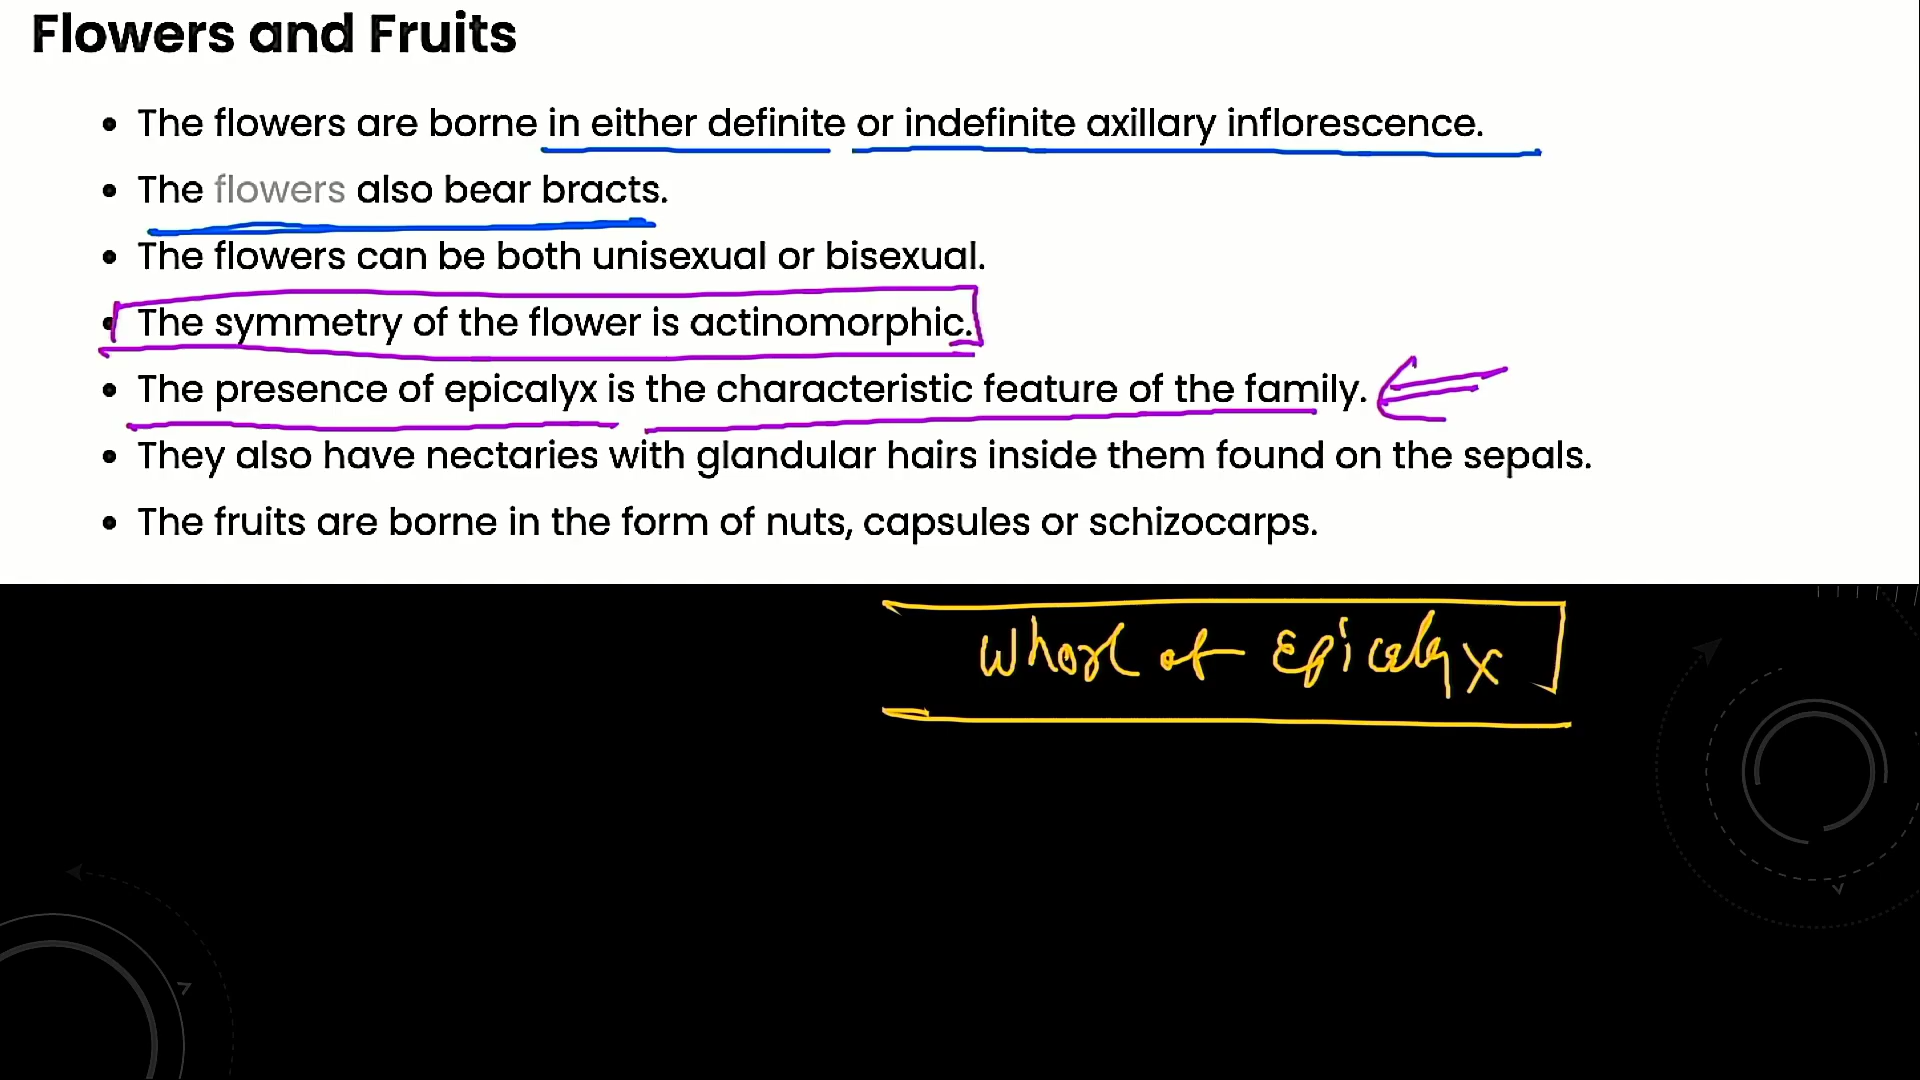 Flowers and Fruits
• The flowers are borne in either definite or indefinite axillary inflorescence.
• The flowers also bear bracts.
• The flowers can be both unisexual or bisexual.
• The symmetry of the flower is actinomorphic.
• The presence of epicalyx is the characteristic feature of the family.
• They also have nectaries with glandular hairs inside them found on the sepals.
• The fruits are borne in the form of nuts, capsules or schizocarps.
Whorl of Epicalyx